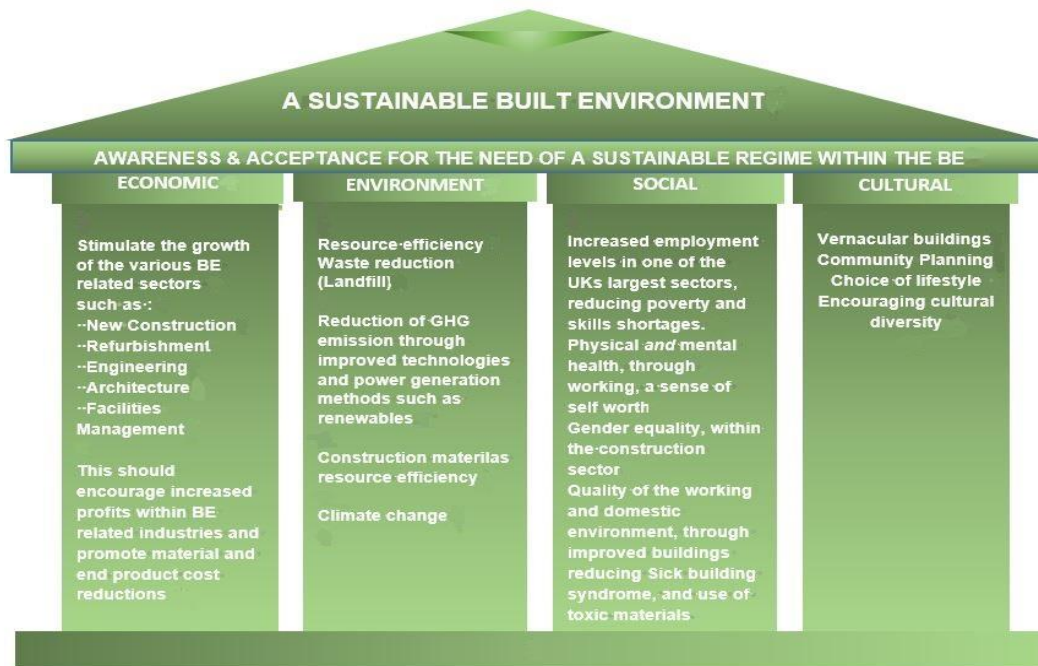 A SUSTAINABLE BUILT ENVIRONMENT
AWARENESS & ACCEPTANCE FOR THE NEED OF A SUSTAINABLE REGIME WITHIN THE BE
ECONOMIC
Stimulate the growth
of the various BE
related sectors
such as :
--New Construction
--Refurbishment
--Engineering
--Architecture
--Facilities
Management
This should
encourage increased
profits within BE
related industries and
promote material and
end product cost
reductions
ENVIRONMENT
Resource efficiency
Waste reduction
(Landfill)
Reduction of GHG
emission through
improved technologies
and power generation
methods such as
renewables
Construction materilas
resource efficiency
Climate change
SOCIAL
Increased employment
levels in one of the
UKs largest sectors,
reducing poverty and
skills shortages.
Physical and mental
health, through
working, a sense of
self worth
Gender equality, within
the construction
sector
Quality of the working
and domestic
environment, through
improved buildings
reducing Sick building
syndrome, and use of
toxic materials
CULTURAL
Vernacular buildings
Community Planning
Choice of lifestyle
Encouraging cultural
diversity